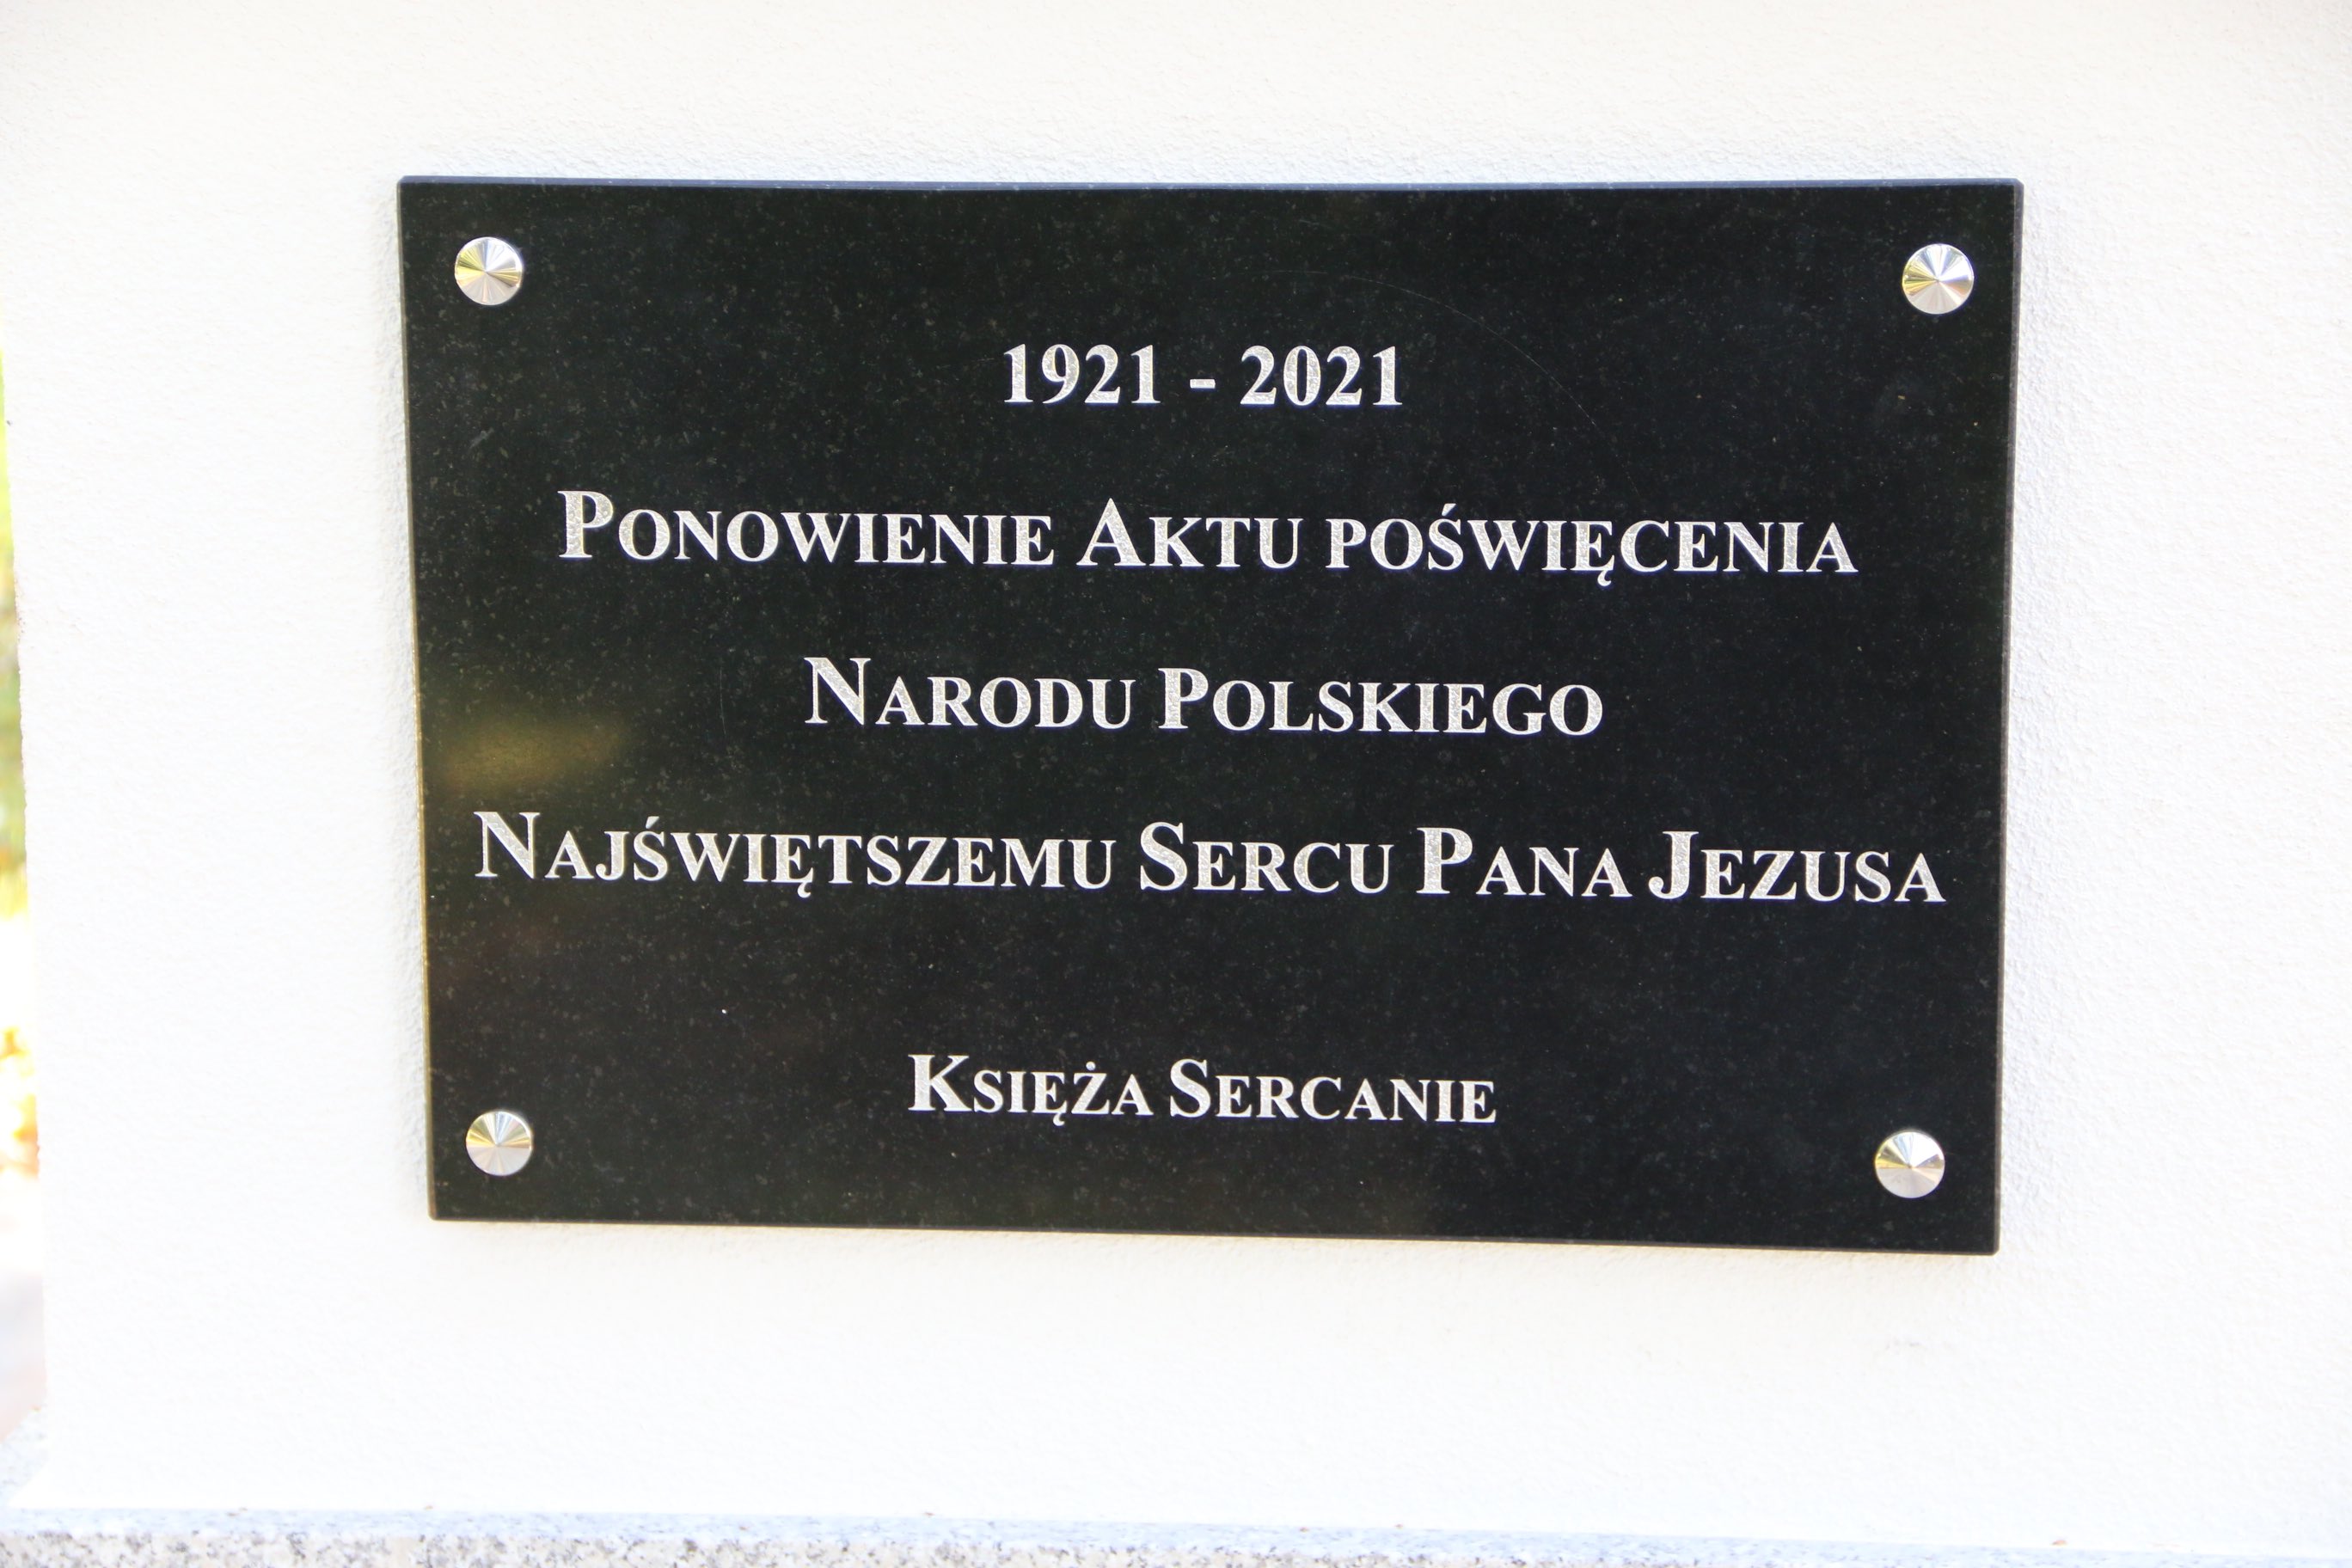 1921 - 2021
Ponowienie Aktu poświęcenia
Narodu Polskiego
Najświętszemu Sercu Pana Jezusa
Księża Sercanie